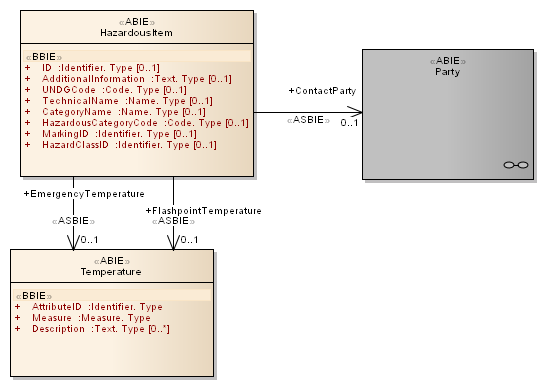 «ABIE»
HazardousItem
«BBIE»
+ ID :Identifier. Type [0..1]
+ AdditionalInformation :Text. Type [0..1]
+ UNDGCode :Code. Type [0..1]
+ TechnicalName :Name. Type [0..1]
+ CategoryName :Name. Type [0..1]
+ HazardousCategoryCode :Code. Type [0..1]
+ MarkingID :Identifier. Type [0..1]
+ HazardClassID :Identifier. Type [0..1]
«ABIE»
Party
+ContactParty
«ASBIE»
0..1
+EmergencyTemperature
«ASBIE»
0..1
+FlashpointTemperature
«ASBIE»
0..1
«ABIE»
Temperature
«BBIE»
+ AttributeID :Identifier. Type
+ Measure :Measure. Type
+ Description :Text. Type [0..*]